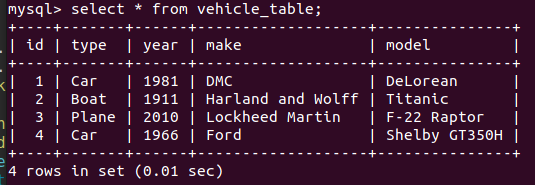 mysql> select * from vehicle_table;
+----+-------+------+-------------------+----------------+
| id | type  | year | make              | model          |
+----+-------+------+-------------------+----------------+
|  1 | Car   | 1981 | DMC               | DeLorean       |
|  2 | Boat  | 1911 | Harland and Wolff | Titanic        |
|  3 | Plane | 2010 | Lockheed Martin   | F-22 Raptor    |
|  4 | Car   | 1966 | Ford              | Shelby GT350H  |
+----+-------+------+-------------------+----------------+
4 rows in set (0.01 sec)